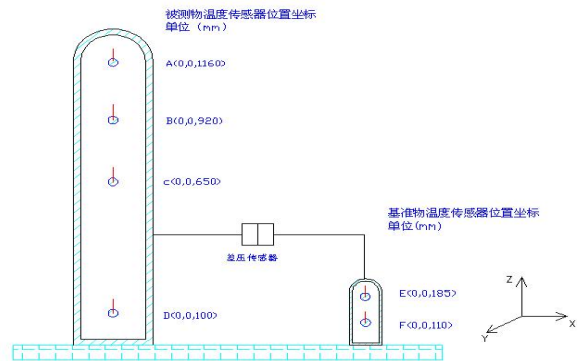 被测物温度传感器位置坐标
单位 (mm)
A(0,0,1160)
B(0,0,920)
c(0,0,650)
基准物温度传感器位置坐标
单位(mm)
差压传感器
D(0,0,100)
E(0,0,185)
F(0,0,110)
Z
X
Y